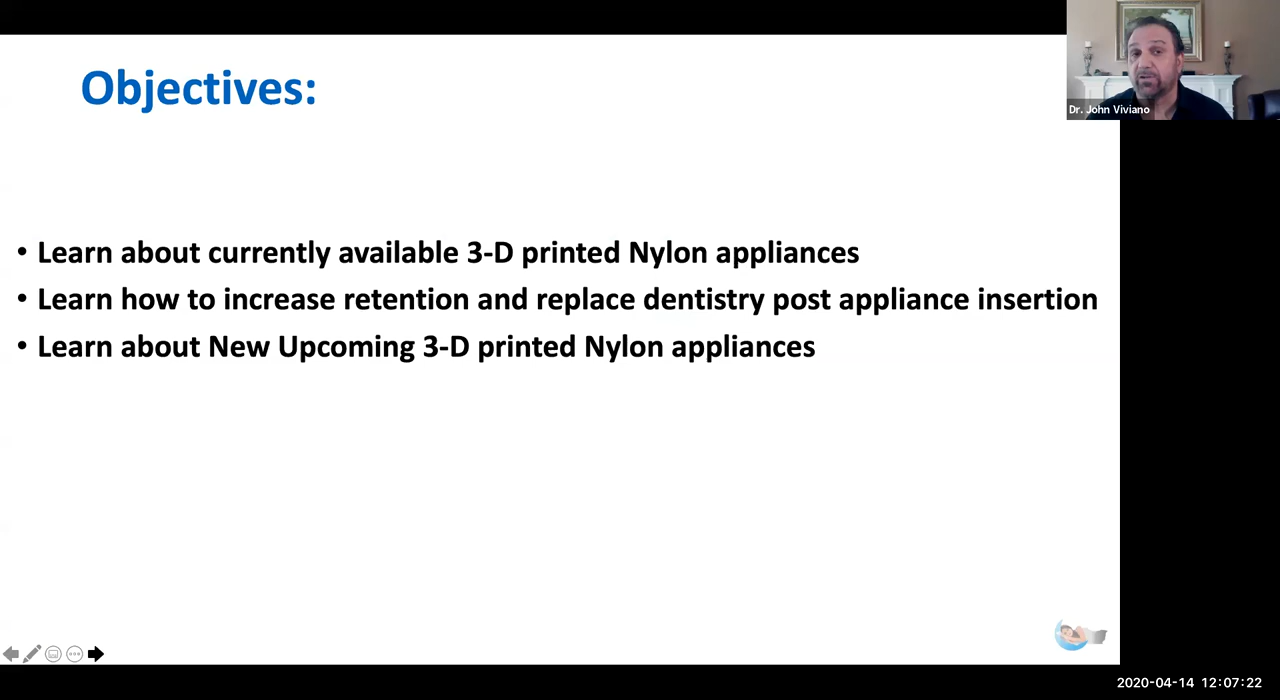 Objectives:
Dr. John Viviano
• Learn about currently available 3-D printed Nylon appliances
• Learn how to increase retention and replace dentistry post appliance insertion
• Learn about New Upcoming 3-D printed Nylon appliances
2020-04-14 12:07:22